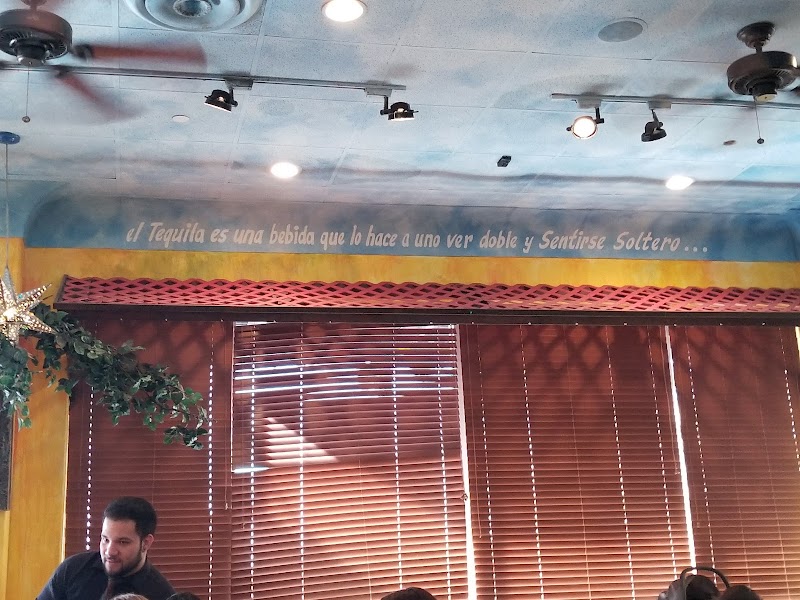 el Tequila es una bebida que lo hace a uno ver doble y Sentirse Soltero...